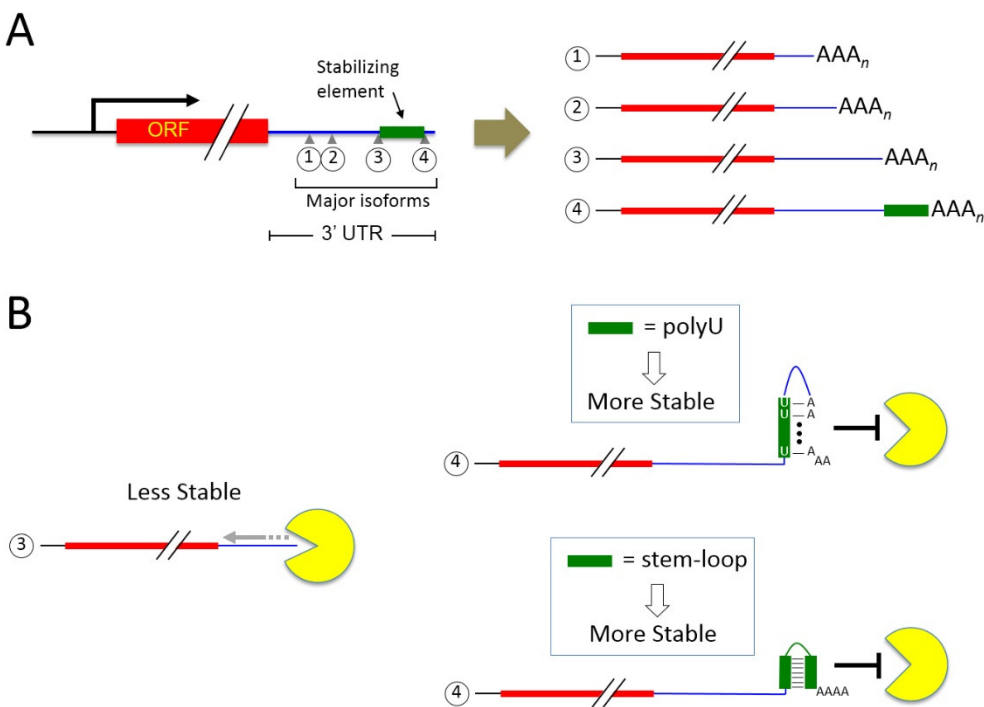 A
Stabilizing
element
ORF
1 2 3 4
Major isoforms
3' UTR
1 AAAn
2 AAAn
3 AAAn
4 AAAn
B
= polyU
More Stable
U A
U A
U A
AA
4
Less Stable
3
= stem-loop
More Stable
4
AAAA